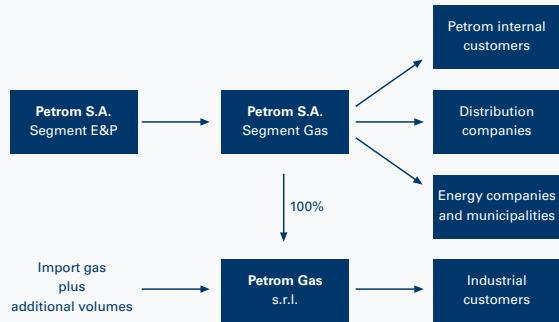 Petrom internal
customers
Petrom S.A.
Segment E&P
Petrom S.A.
Segment Gas
Distribution
companies
Energy companies
and municipalities
100%
Import gas
plus
additional volumes
Petrom Gas
s.r.l.
Industrial
customers